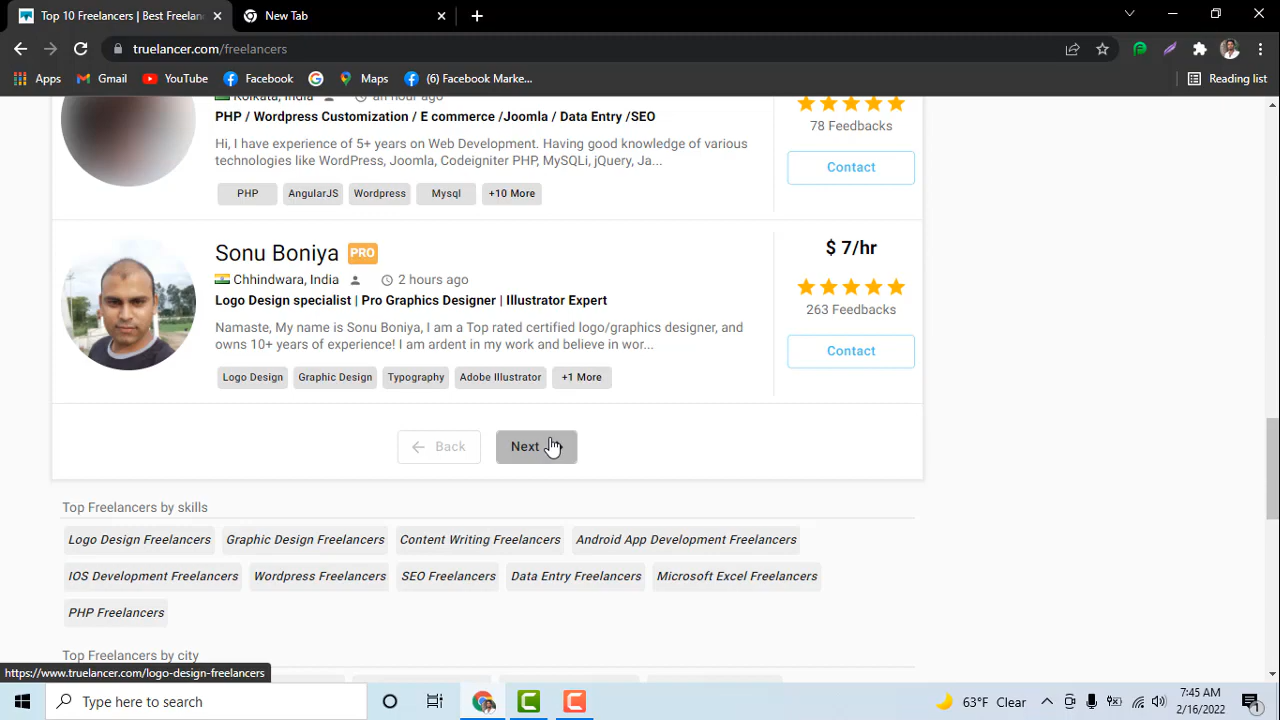 Top 10 Freelancers | Best Freelan
New Tab
truelancer.com/freelancers
Apps
Gmail
YouTube
Facebook
Maps
(6) Facebook Marke...
Reading list
Kolkata, India
an hour ago
PHP / Wordpress Customization / E commerce /Joomla / Data Entry /SEO
78 Feedbacks
Hi, I have experience of 5+ years on Web Development. Having good knowledge of various
technologies like WordPress, Joomla, Codeigniter PHP, MySQLi, jQuery, Ja...
Contact
PHP
AngularJS
Wordpress
Mysql
+10 More
Sonu Boniya PRO
$ 7/hr
Chhindwara, India
2 hours ago
Logo Design specialist | Pro Graphics Designer | Illustrator Expert
263 Feedbacks
Namaste, My name is Sonu Boniya, I am a Top rated certified logo/graphics designer, and
owns 10+ years of experience! I am ardent in my work and believe in wor...
Contact
Logo Design
Graphic Design
Typography
Adobe Illustrator
+1 More
Back
Next
Top Freelancers by skills
Logo Design Freelancers
Graphic Design Freelancers
Content Writing Freelancers
Android App Development Freelancers
IOS Development Freelancers
Wordpress Freelancers
SEO Freelancers
Data Entry Freelancers
Microsoft Excel Freelancers
PHP Freelancers
Top Freelancers by city
https://www.truelancer.com/logo-design-freelancers
Type here to search
63°F Clear
7:45 AM
2/16/2022
1